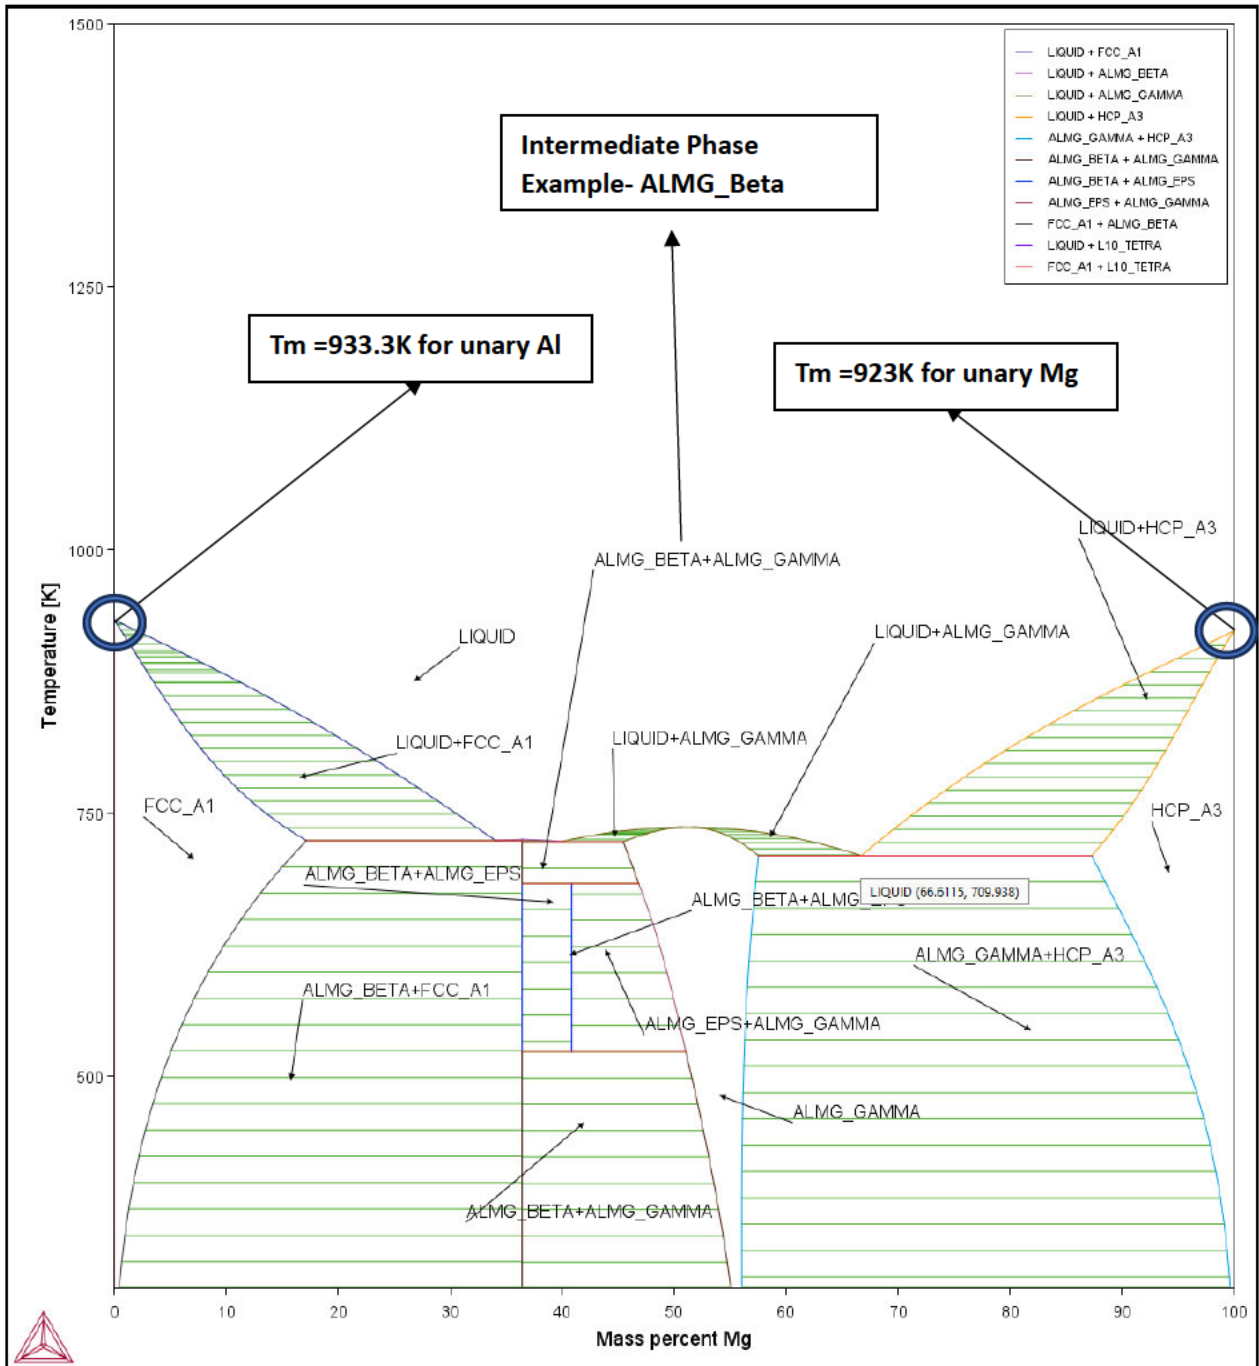 1500
LIQUID + FCC_A1
LIQUID + ALMG_BETA
LIQUID + ALMG_GAMMA
LIQUID + HCP_A3
ALMG_GAMMA + HCP_A3
ALMG_BETA + ALMG_GAMMA
ALMG_BETA + ALMG_EPS
ALMG_EPS + ALMG_GAMMA
FCC_A1 + ALMG_BETA
LIQUID + L10_TETRA
FCC_A1 + L10_TETRA
Intermediate Phase
Example- ALMG_Beta
1250
Tm =933.3K for unary Al
Tm =923K for unary Mg
LIQUID+HCP_A3
1000
ALMG_BETA+ALMG_GAMMA
Temperature [K]
LIQUID
LIQUID+ALMG_GAMMA
LIQUID+FCC_A1
LIQUID+ALMG_GAMMA
750
FCC_A1
HCP_A3
ALMG_BETA+ALMG_EPS
LIQUID (66.6115, 709.938)
ALMG_BETA+ALMG_EPS
ALMG_GAMMA+HCP_A3
ALMG_BETA+FCC_A1
ALMG_EPS+ALMG_GAMMA
500
ALMG_GAMMA
ALMG_BETA+ALMG_GAMMA
0 10 20 30 40 50 60 70 80 90 100
Mass percent Mg